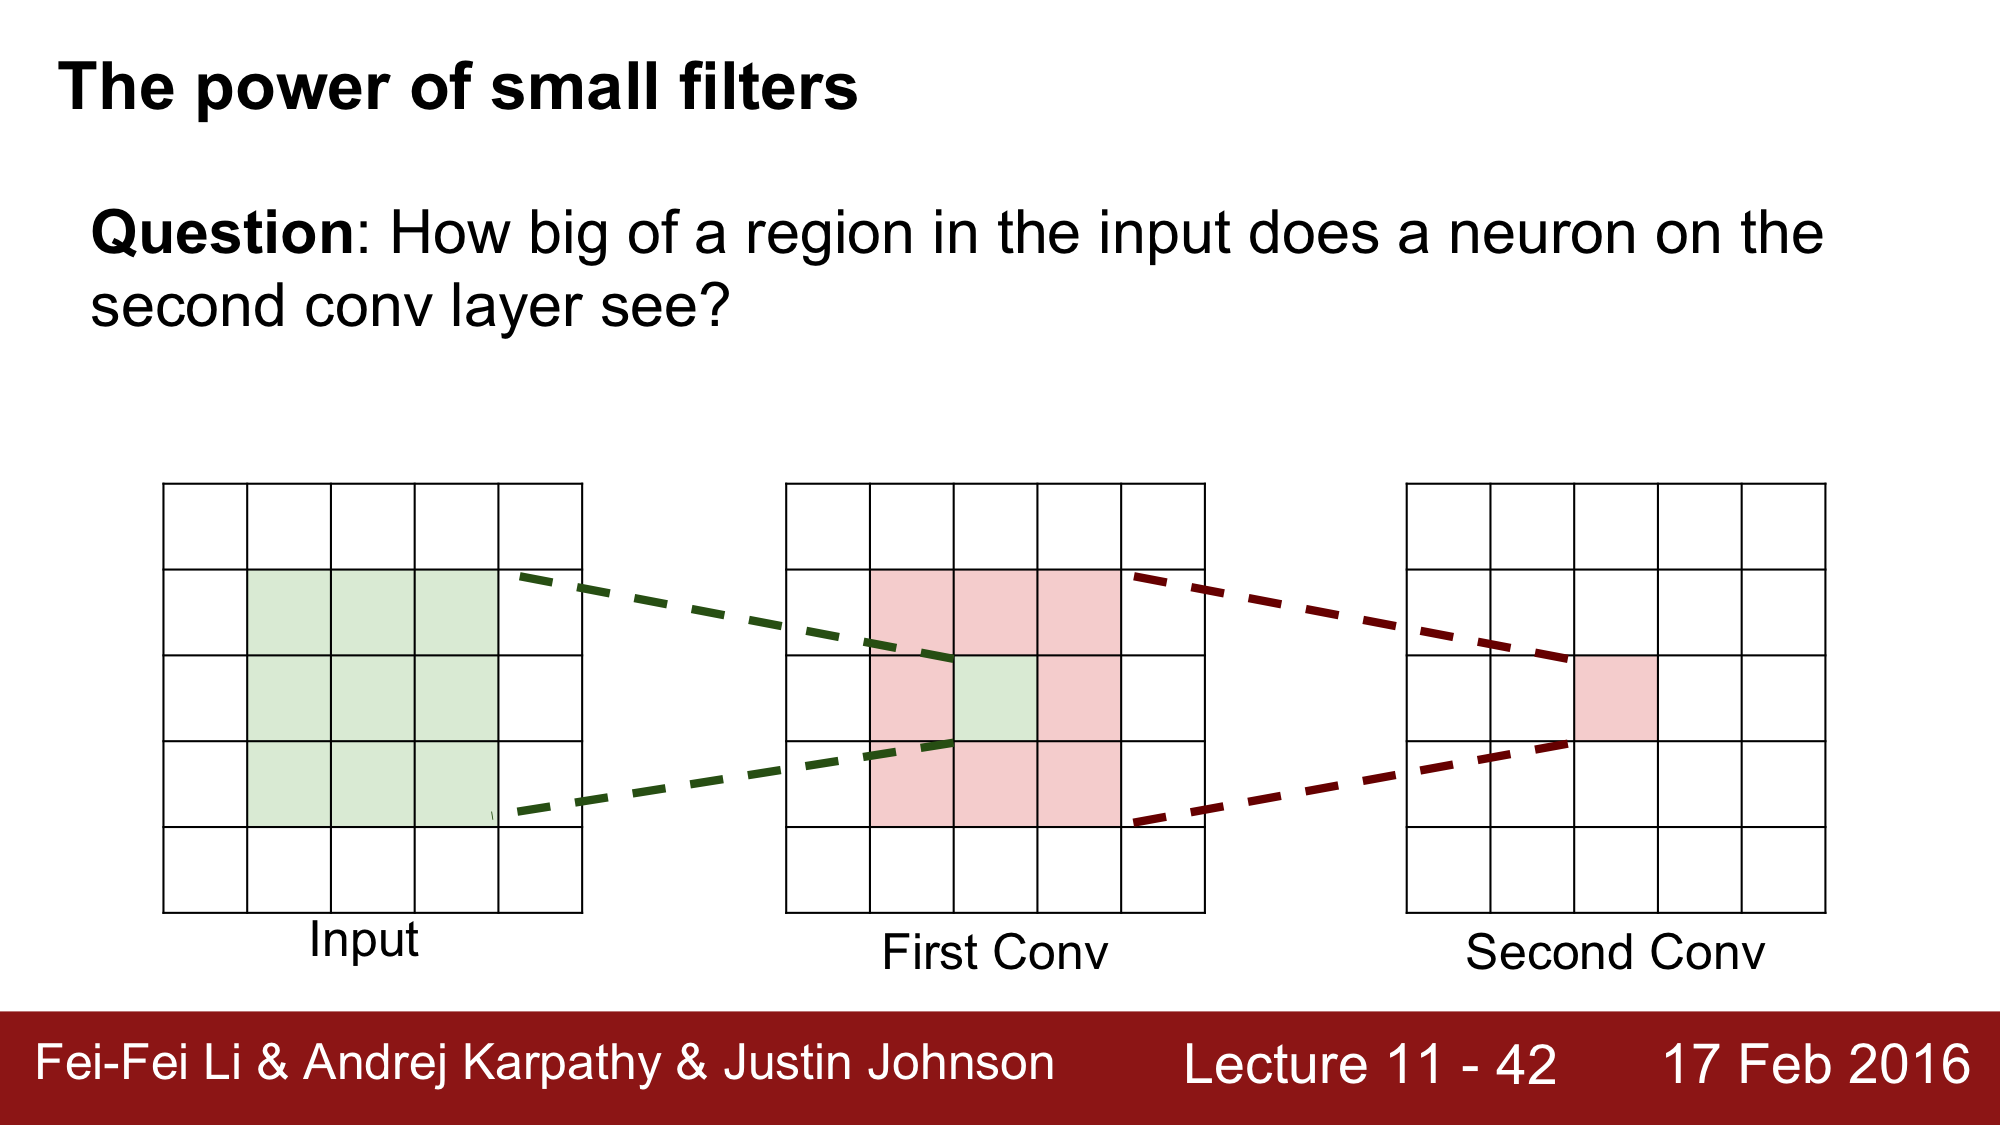 The power of small filters
Question: How big of a region in the input does a neuron on the
second conv layer see?
Input
First Conv
Second Conv
Fei-Fei Li & Andrej Karpathy & Justin Johnson
Lecture 11 - 42
17 Feb 2016